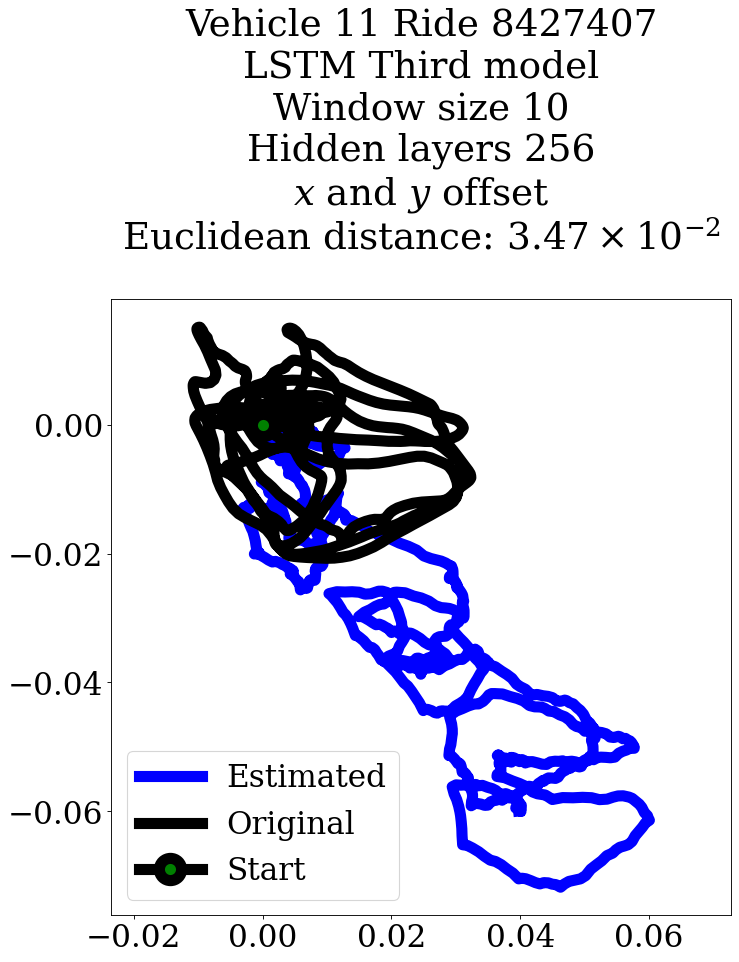 Vehicle 11 Ride 8427407
LSTM Third model
Window size 10
Hidden layers 256
x and y offset
Euclidean distance: 3.47 × 10⁻²
0.00
−0.02
−0.04
−0.06
Estimated
Original
Start
−0.02 0.00 0.02 0.04 0.06